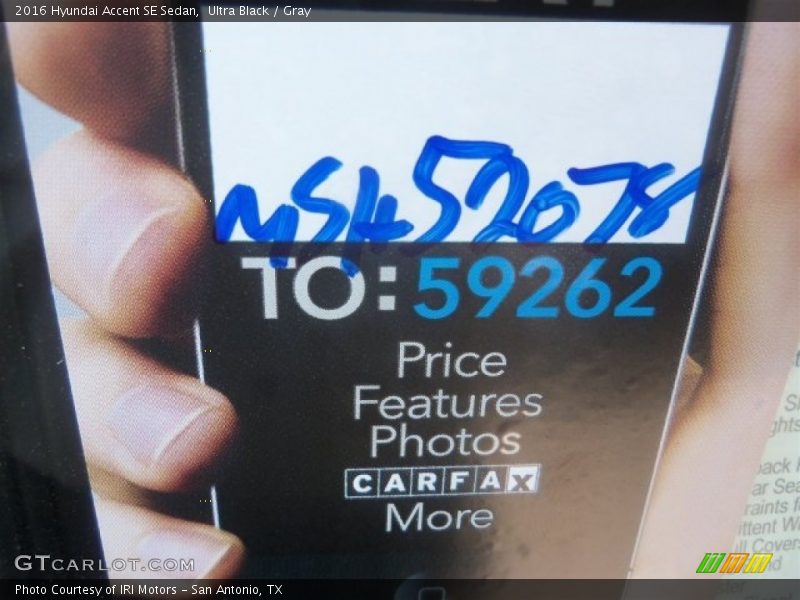 2016 Hyundai Accent SE Sedan, Ultra Black / Gray
MS452078
TO: 59262
Price
Features
Photos
CARFAX
More
GTCARLOT.COM
Photo Courtesy of IRI Motors - San Antonio, TX